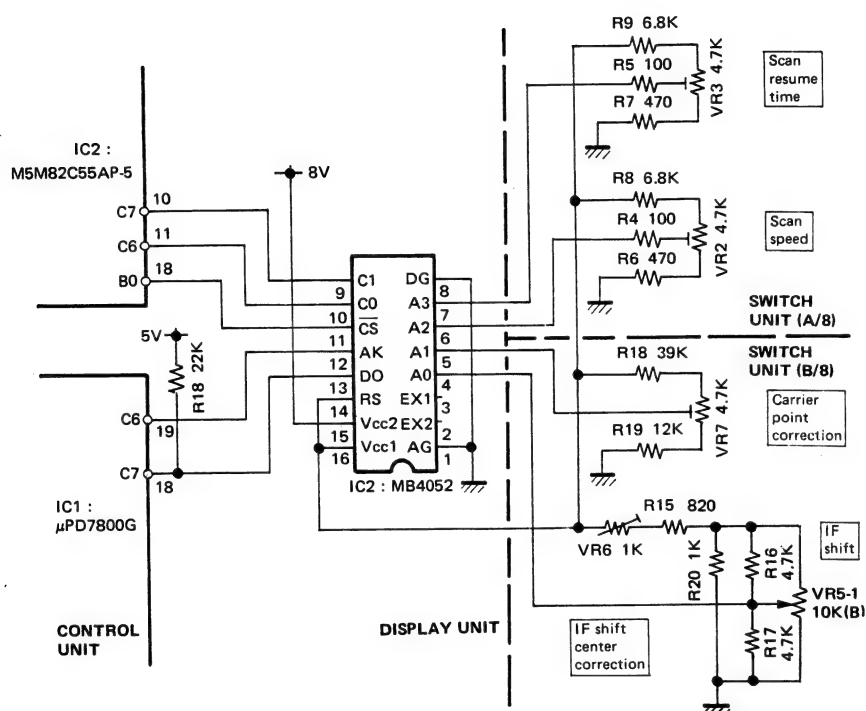 R9 6.8K
R5 100
R7 470
VR3 4.7K
Scan
resume
time
IC2 :
M5M82C55AP-5
8V
C7
10
C6
11
B0
18
R8 6.8K
R4 100
R6 470
VR2 4.7K
Scan
speed
SWITCH
UNIT (A/8)
SWITCH
UNIT (B/8)
C1
9
C0
10
CS
11
AK
12
DO
13
RS
14
Vcc2
15
Vcc1
16
DG
8
A3
7
A2
6
A1
5
A0
4
EX1
3
EX2
2
AG
1
IC2 : MB4052
5V
R18 22K
C6
19
C7
18
IC1 :
μPD7800G
R18 39K
R19 12K
VR7 4.7K
Carrier
point
correction
R15 820
VR6 1K
R20 1K
R16
4.7K
R17
4.7K
VR5-1
10K(B)
IF
shift
IF shift
center
correction
CONTROL
UNIT
DISPLAY UNIT